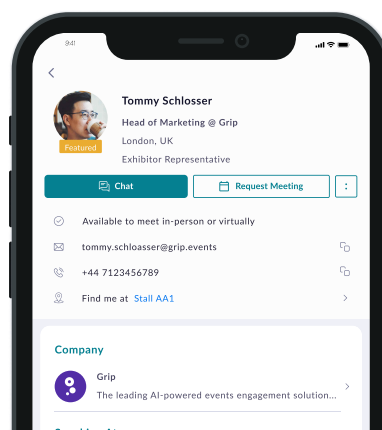 9:41
Tommy Schlosser
Head of Marketing @ Grip
London, UK
Featured
Exhibitor Representative
Chat
Request Meeting
Available to meet in-person or virtually
tommy.schloasser@grip.events
+44 7123456789
Find me at Stall AA1
Company
Grip
The leading AI-powered events engagement solution...